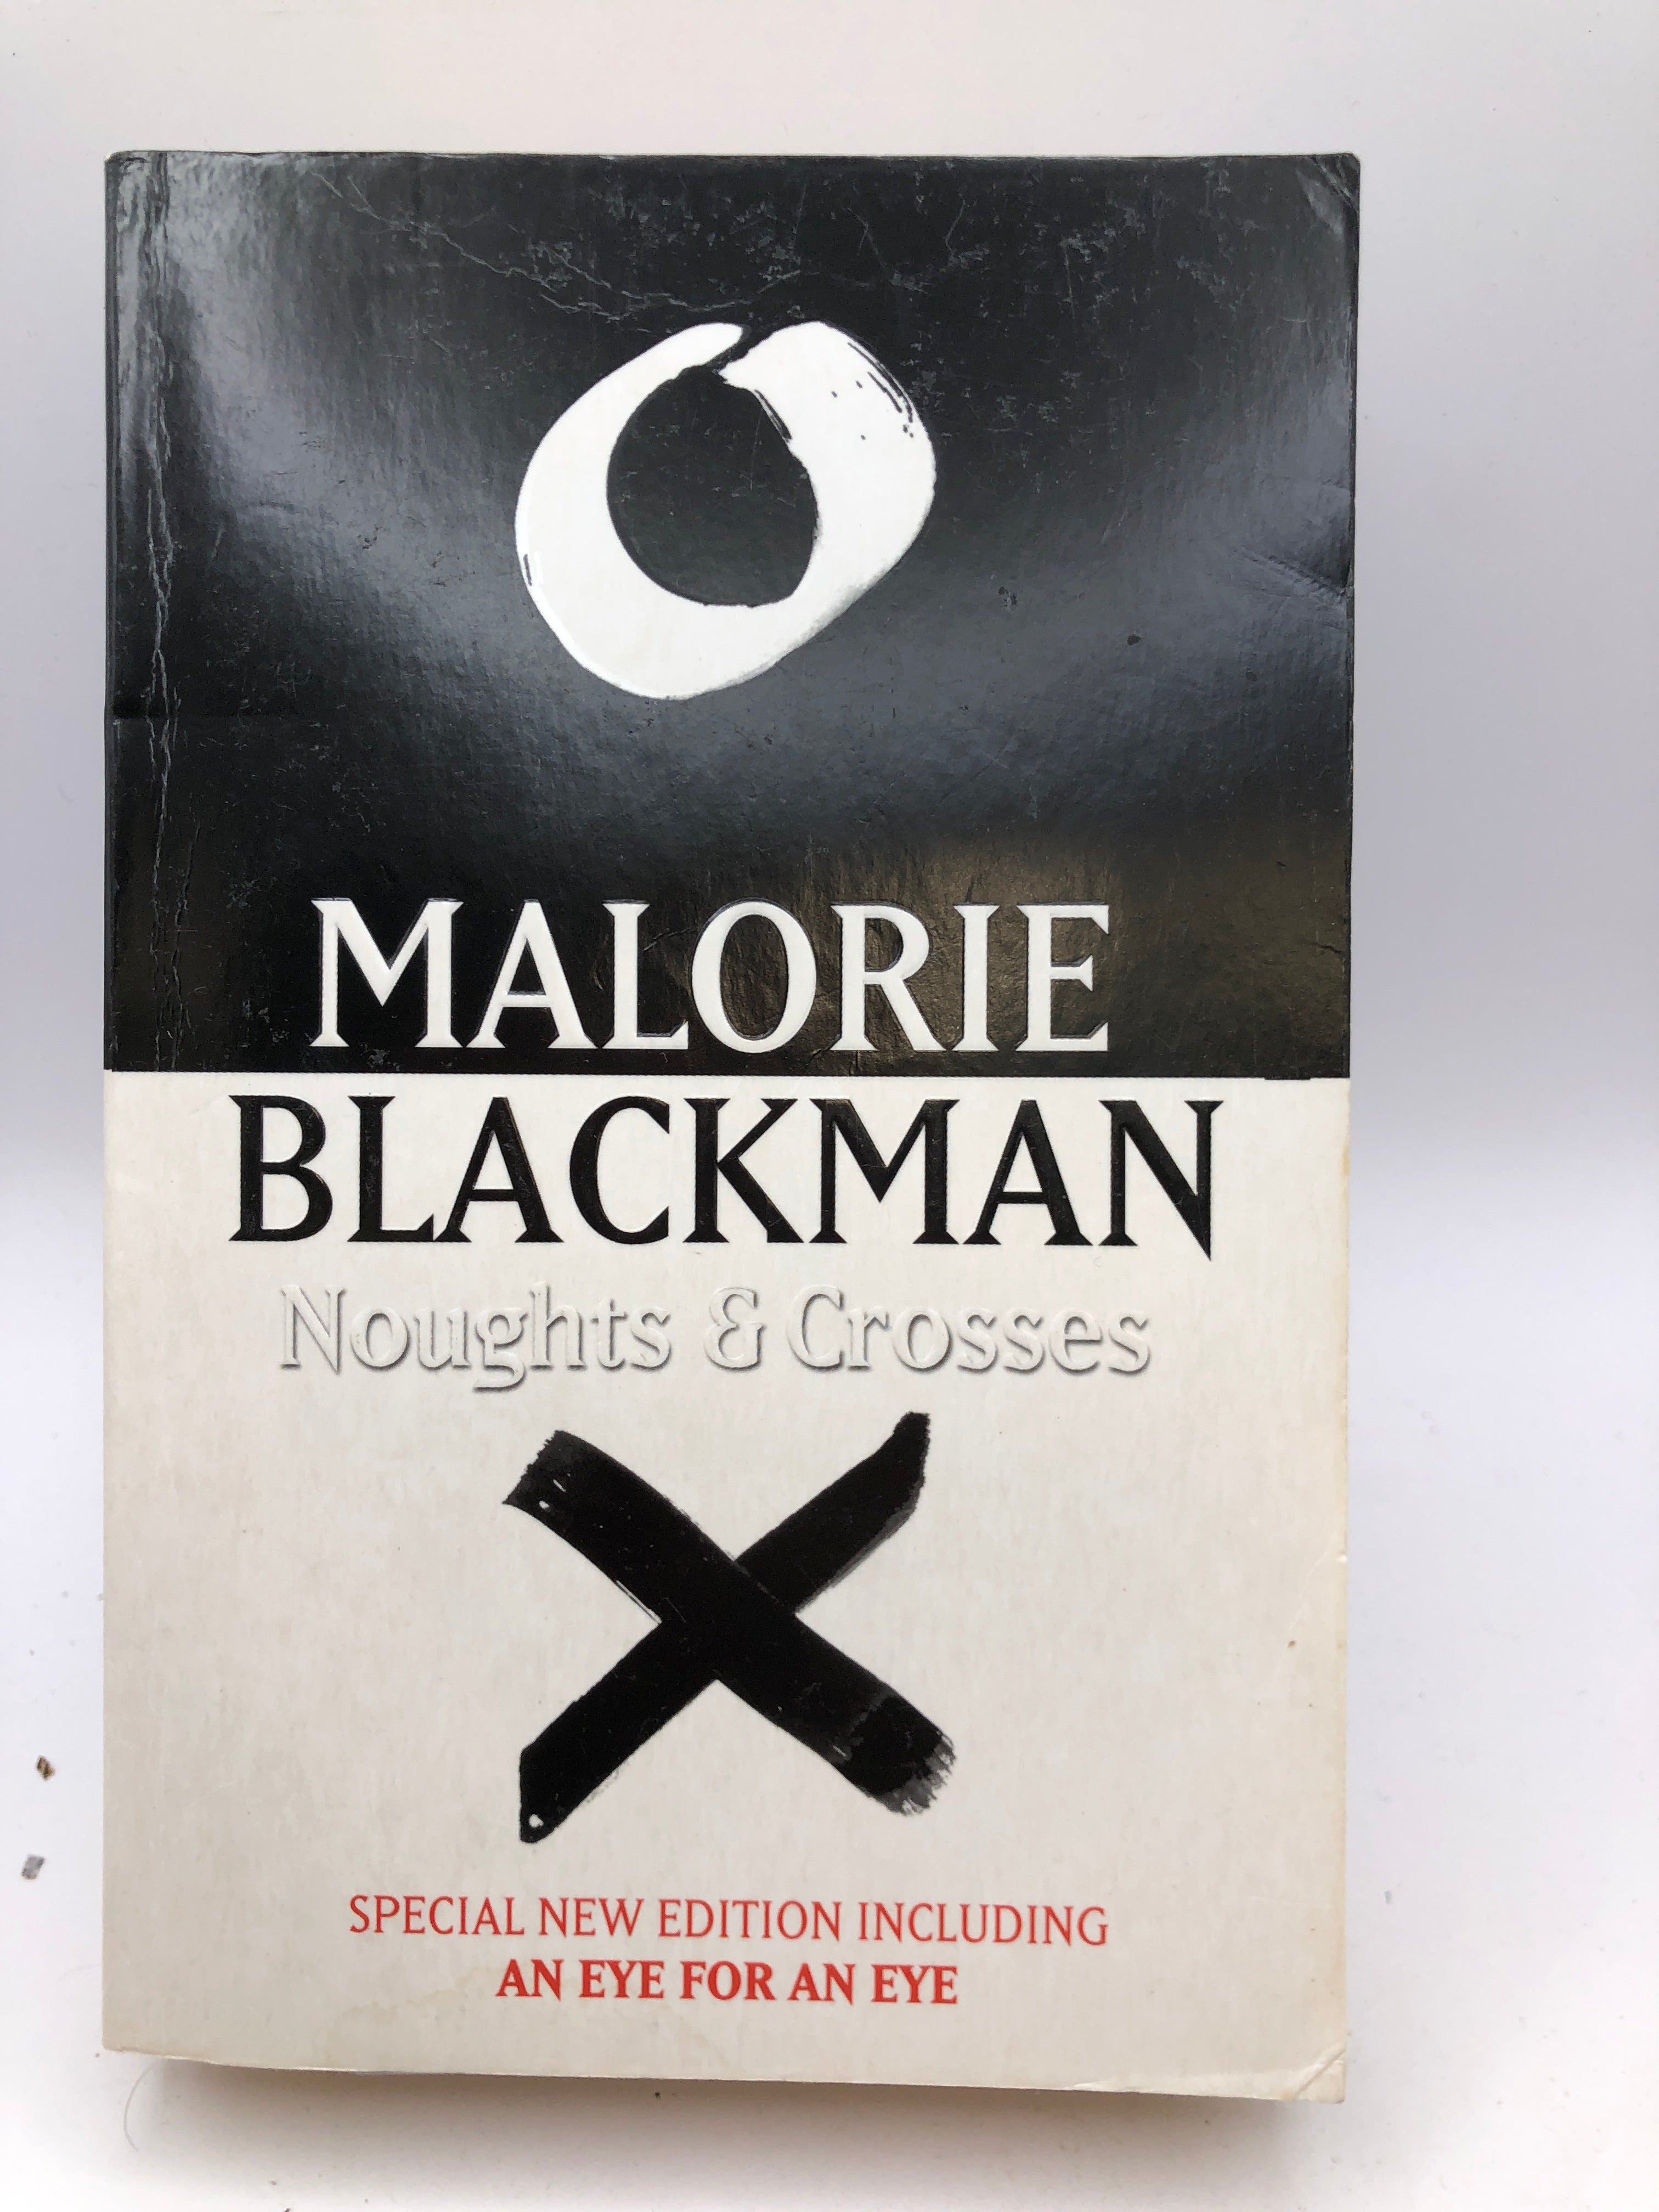 MALORIE
BLACKMAN
Noughts & Crosses
SPECIAL NEW EDITION INCLUDING
AN EYE FOR AN EYE